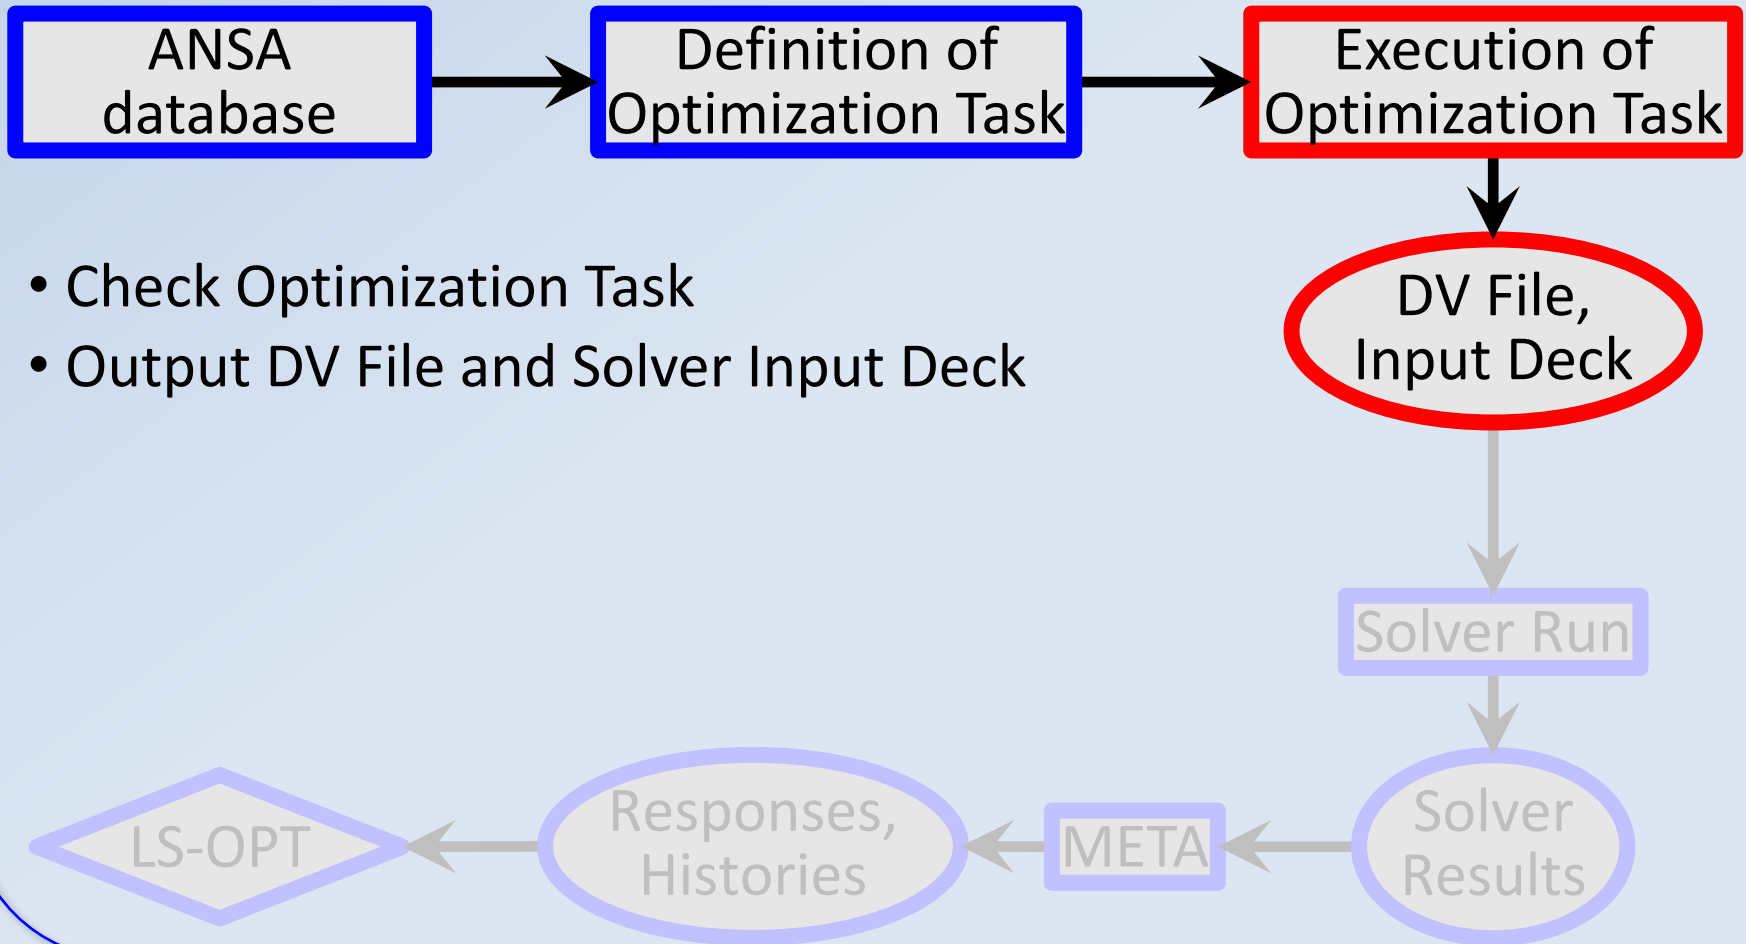 ANSA
database
Definition of
Optimization Task
Execution of
Optimization Task
• Check Optimization Task
• Output DV File and Solver Input Deck
DV File,
Input Deck
Solver Run
Solver
Results
META
Responses,
Histories
LS-OPT